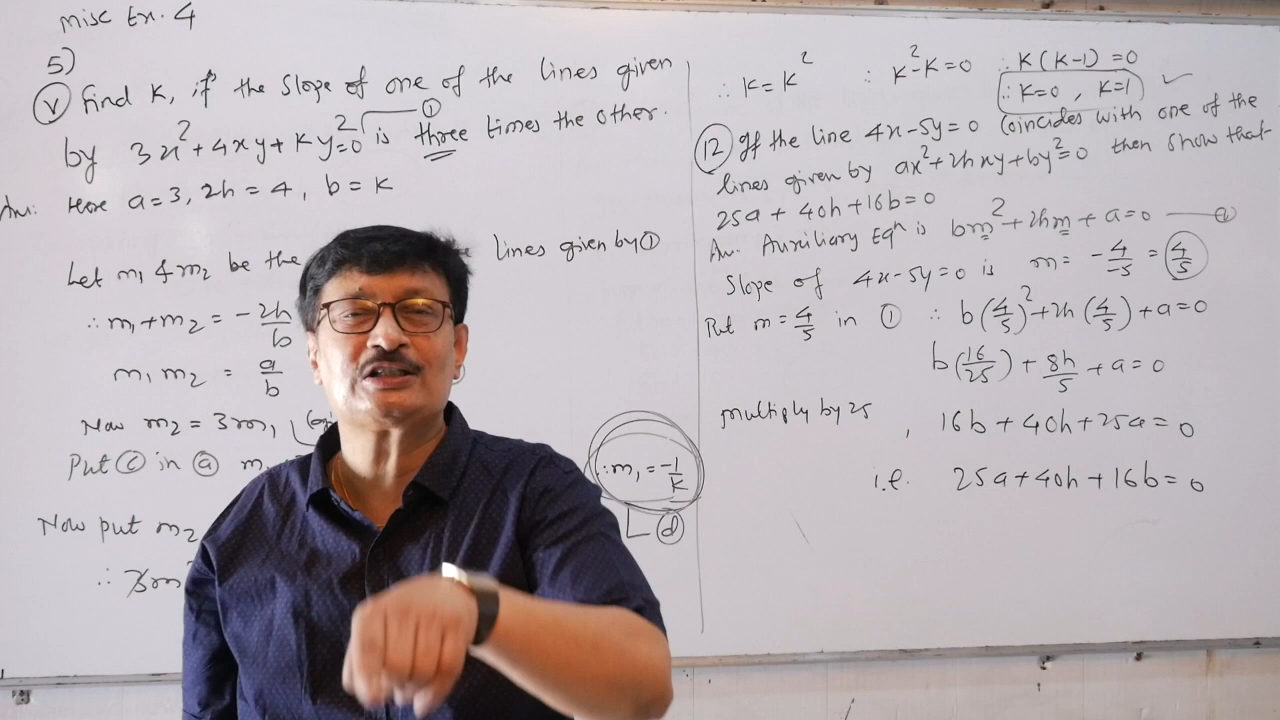 misc Ex. 4
5)
(v) Find K, if the slope of one of the lines given
by 3x²+4xy+Ky²=0 ① is three times the other.
Ans: Here a=3, 2h=4, b=K
Let m₁ & m₂ be the lines given by ①
∴ m₁+m₂ = -2h/b
m₁m₂ = a/b
Now m₂ = 3m₁
Put ⓒ in ⓐ m₁ ∴ m₁ = -1/K
ⓓ
Now put m₂
∴ 3m
∴ K=K² ∴ K²-K=0 ∴ K(K-1)=0
∴ K=0, K=1 ✓
(12) If the line 4x-5y=0 coincides with one of the
lines given by ax²+2hxy+by²=0 then show that
25a+40h+16b=0
An: Auxiliary Eqⁿ is bm²+2hm+a=0
Slope of 4x-5y=0 is m= -4/-5 = 4/5
Put m=4/5 in ① ∴ b(4/5)²+2h(4/5)+a=0
b(16/25)+8h/5+a=0
multiply by 25, 16b+40h+25a=0
i.e. 25a+40h+16b=0